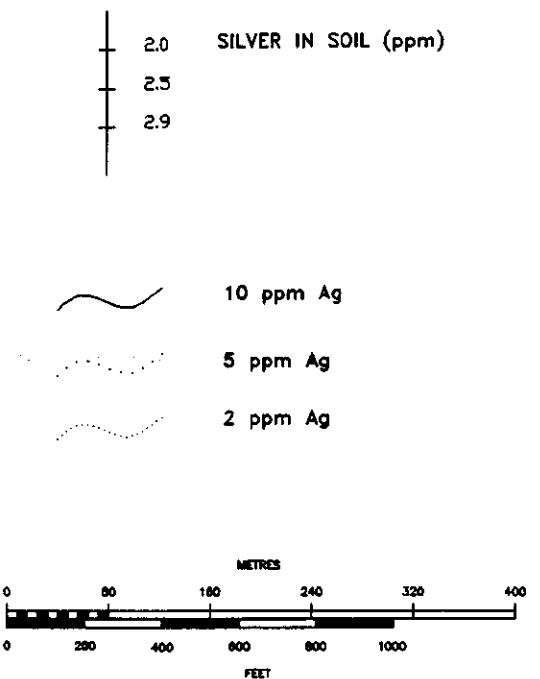 2.0 SILVER IN SOIL (ppm)
2.5
2.9
10 ppm Ag
5 ppm Ag
2 ppm Ag
METRES
0 80 160 240 320 400
0 200 400 600 800 1000
FEET